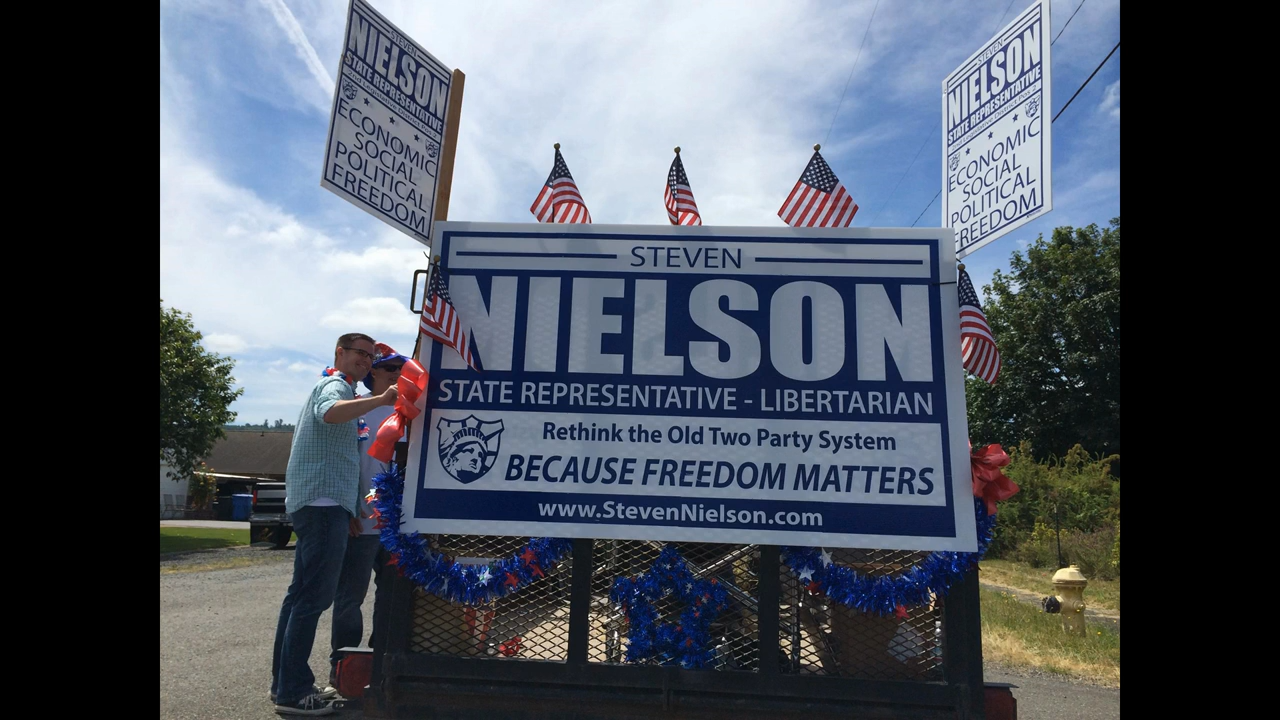 STEVEN
NIELSON
STATE REPRESENTATIVE
ECONOMIC
SOCIAL
POLITICAL
FREEDOM
STEVEN
NIELSON
STATE REPRESENTATIVE
ECONOMIC
SOCIAL
POLITICAL
FREEDOM
STEVEN
NIELSON
STATE REPRESENTATIVE - LIBERTARIAN
Rethink the Old Two Party System
BECAUSE FREEDOM MATTERS
www.StevenNielson.com